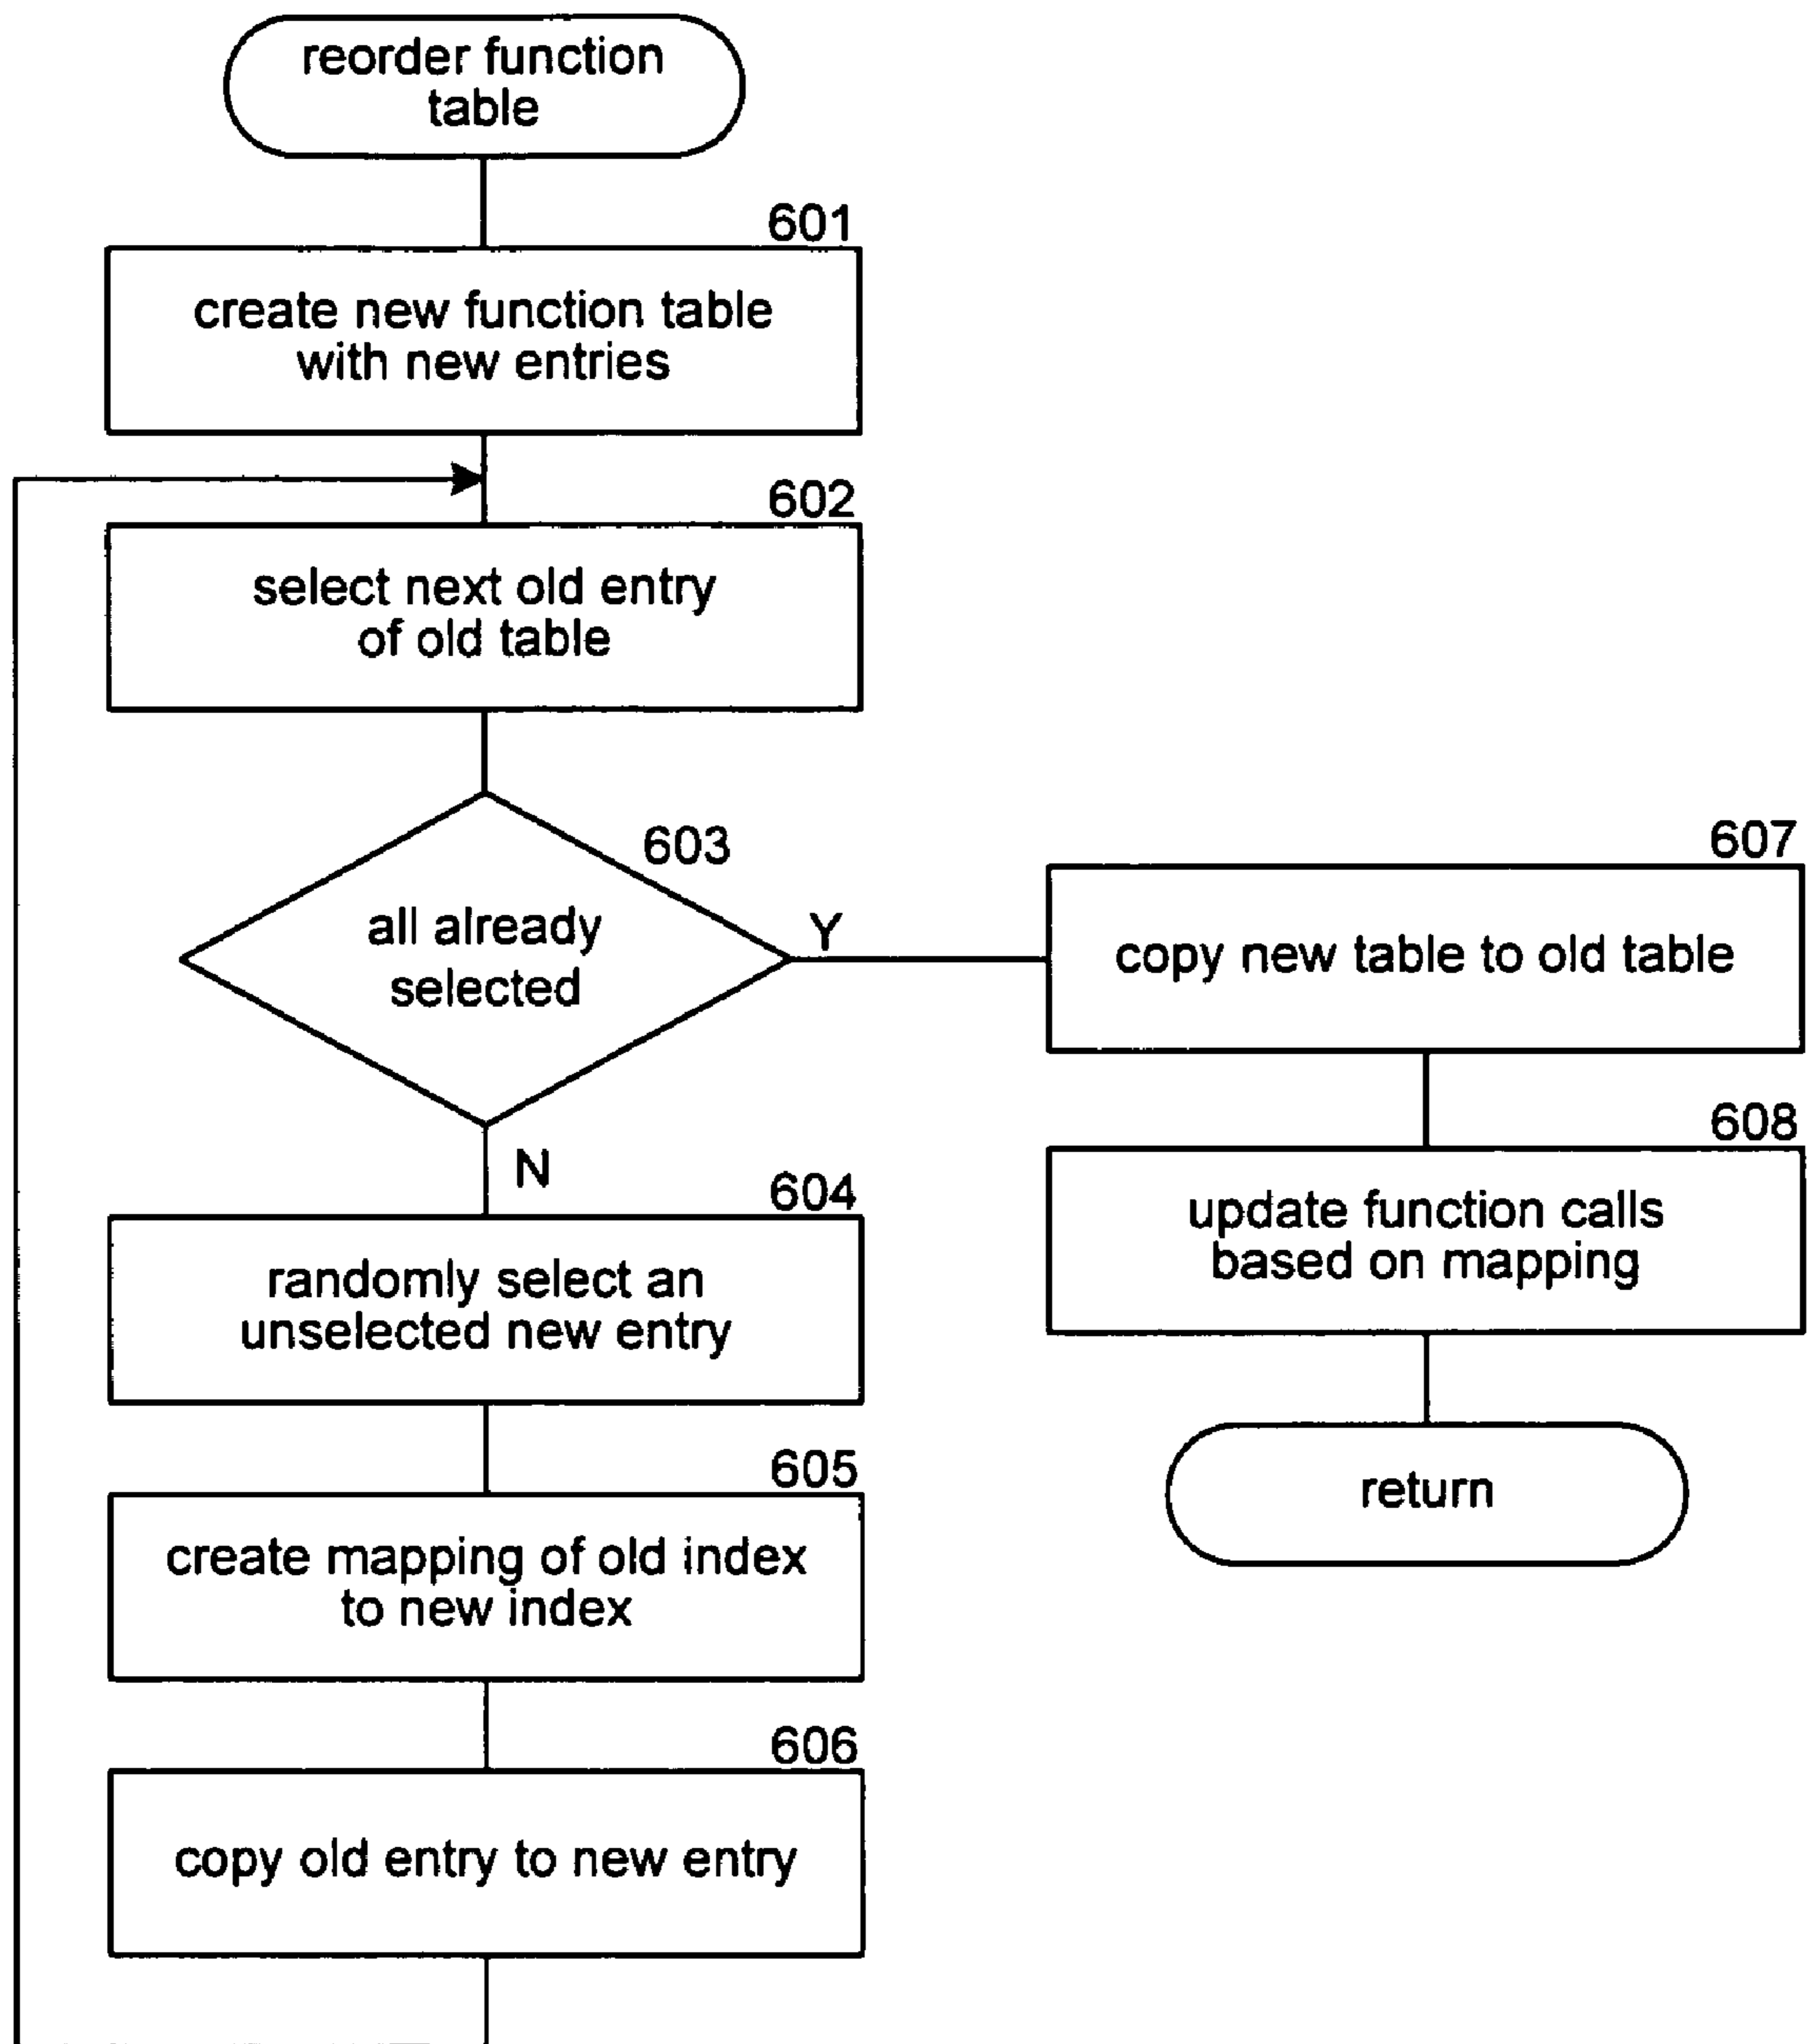 reorder function
table
601
create new function table
with new entries
602
select next old entry
of old table
603
all already
selected
Y
N
604
randomly select an
unselected new entry
605
create mapping of old index
to new index
606
copy old entry to new entry
607
copy new table to old table
608
update function calls
based on mapping
return